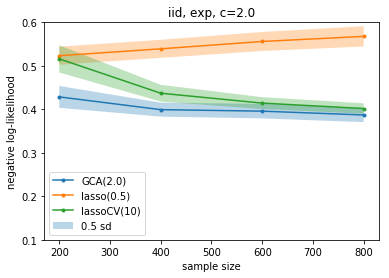 iid, exp, c=2.0
negative log-likelihood
0.6
0.5
0.4
0.3
0.2
0.1
GCA(2.0)
lasso(0.5)
lassoCV(10)
0.5 sd
200 300 400 500 600 700 800
sample size